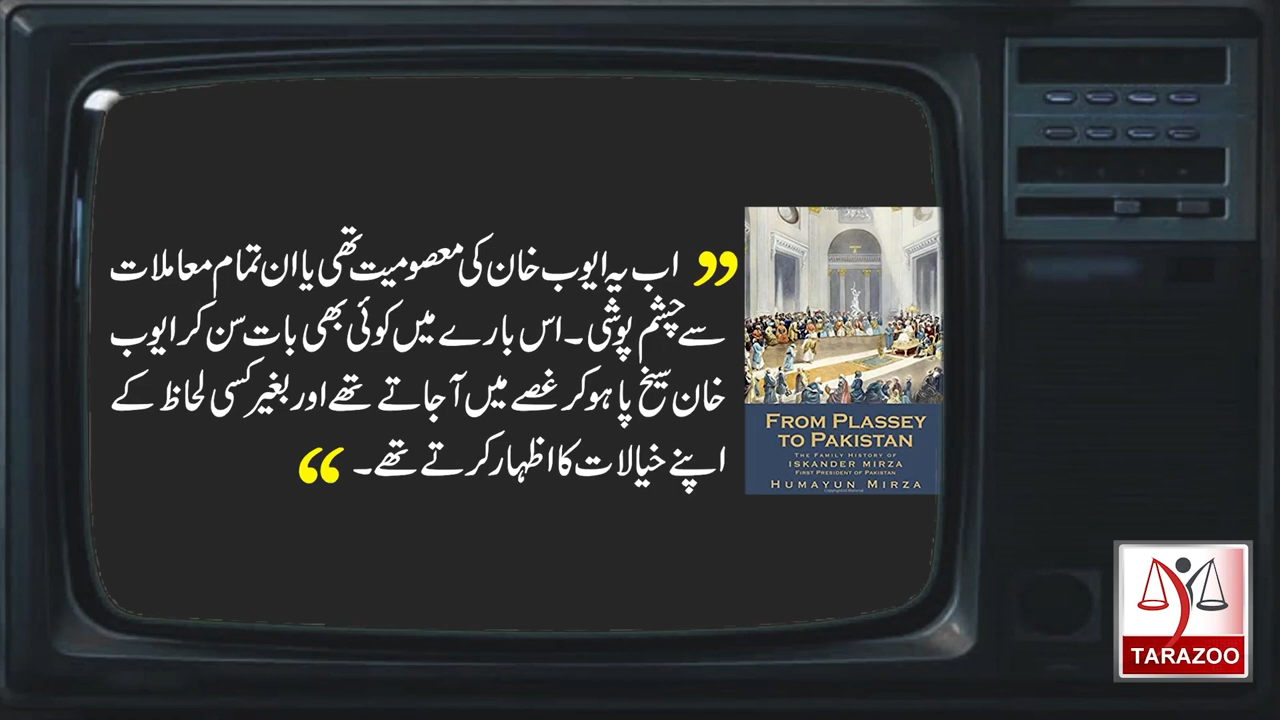 ”اب یہ ایوب خان کی معصومیت تھی یا ان تمام معاملات
سے چشم پوشی۔ اس بارے میں کوئی بھی بات سن کر ایوب
خان سیخ پا ہو کر غصے میں آ جاتے تھے اور بغیر کسی لحاظ کے
اپنے خیالات کا اظہار کرتے تھے۔“
FROM PLASSEY
TO PAKISTAN
THE FAMILY HISTORY OF
ISKANDER MIRZA
FIRST PRESIDENT OF PAKISTAN
HUMAYUN MIRZA
Copyrighted Material
TARAZOO